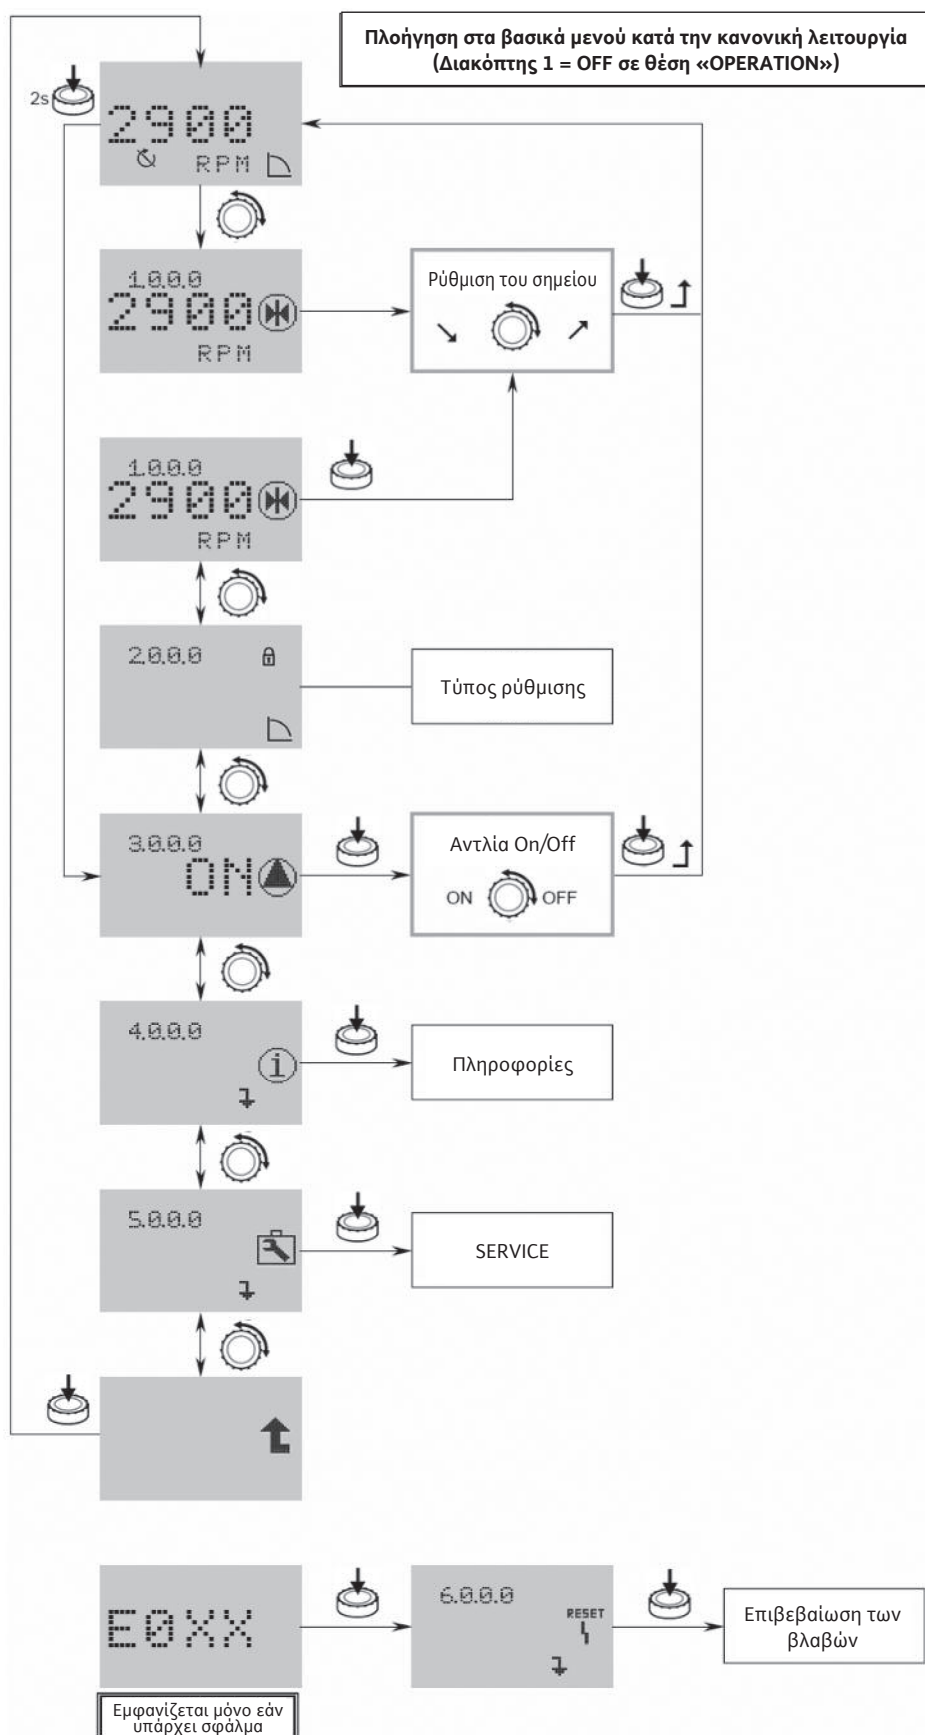 Πλοήγηση στα βασικά μενού κατά την κανονική λειτουργία
(Διακόπτης 1 = OFF σε θέση «OPERATION»)
2s
2900
RPM
1.0.0.0
2900
RPM
Ρύθμιση του σημείου
1.0.0.0
2900
RPM
2.0.0.0
Τύπος ρύθμισης
3.0.0.0
ON
Αντλία On/Off
ON OFF
4.0.0.0
i
Πληροφορίες
5.0.0.0
SERVICE
E0XX
6.0.0.0
RESET
Επιβεβαίωση των
βλαβών
Εμφανίζεται μόνο εάν
υπάρχει σφάλμα